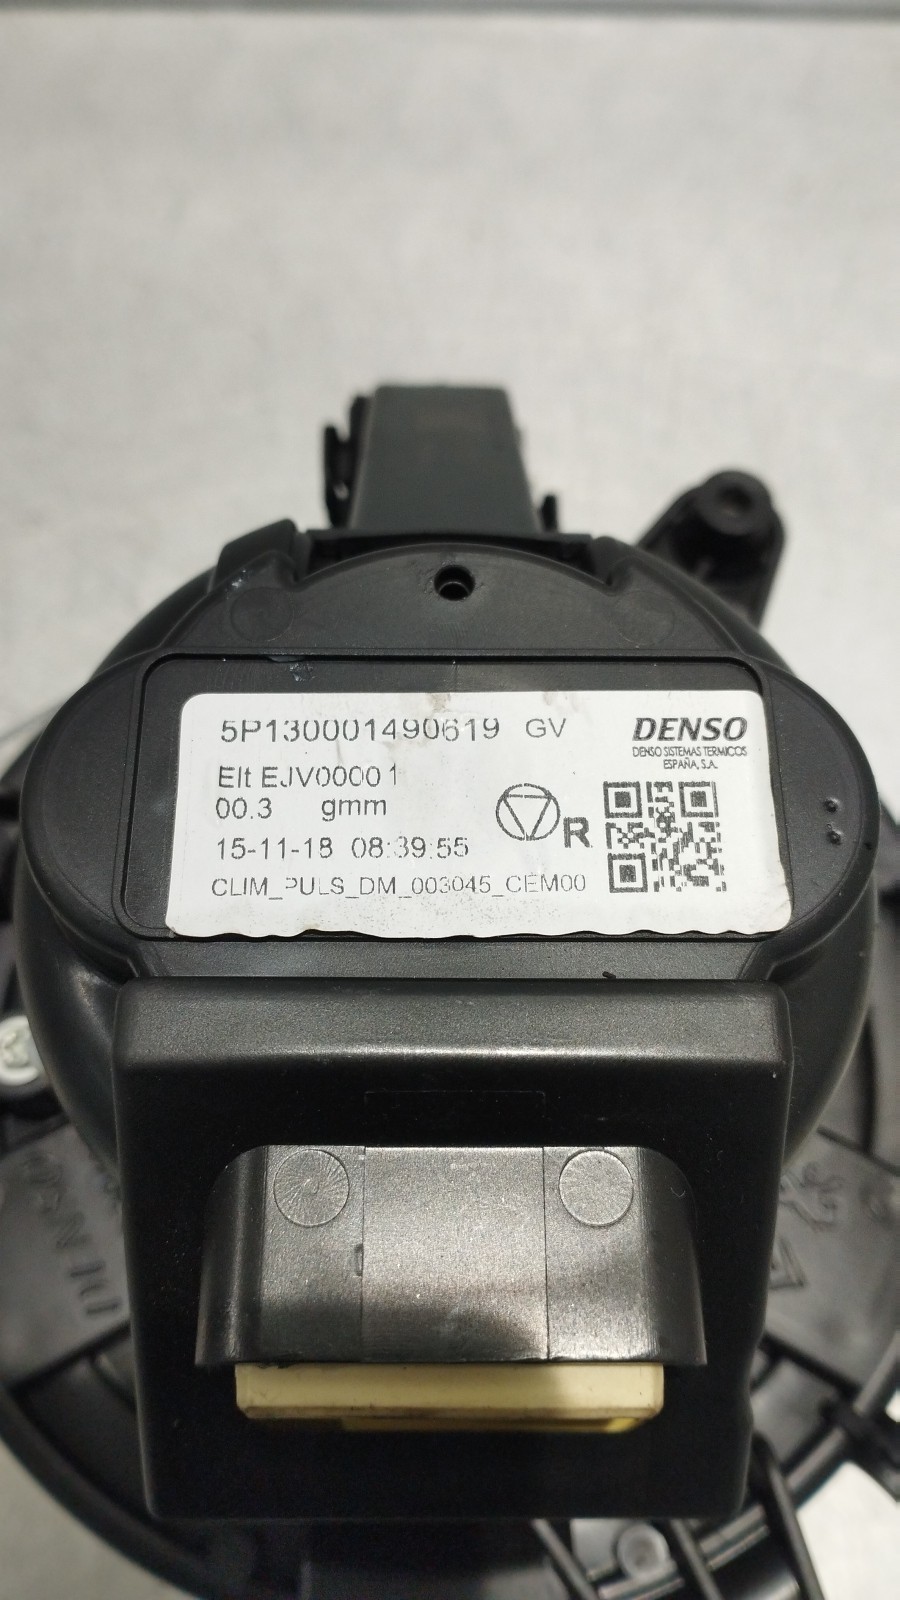 5P130001490619 GV
DENSO
DENSO SISTEMAS TERMICOS
ESPAÑA, S.A.
Elt EJV00001
00.3 gmm
R
15-11-18 08:39:55
CLIM_PULS_DM_003045_CEM00